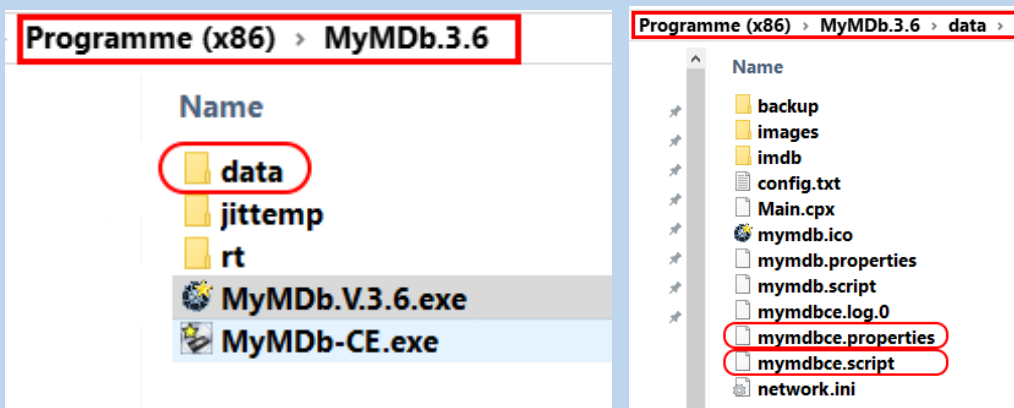 Programme (x86) › MyMDb.3.6
Name
data
jittemp
rt
MyMDb.V.3.6.exe
MyMDb-CE.exe
Programme (x86) › MyMDb.3.6 › data ›
Name
backup
images
imdb
config.txt
Main.cpx
mymdb.ico
mymdb.properties
mymdb.script
mymdbce.log.0
mymdbce.properties
mymdbce.script
network.ini